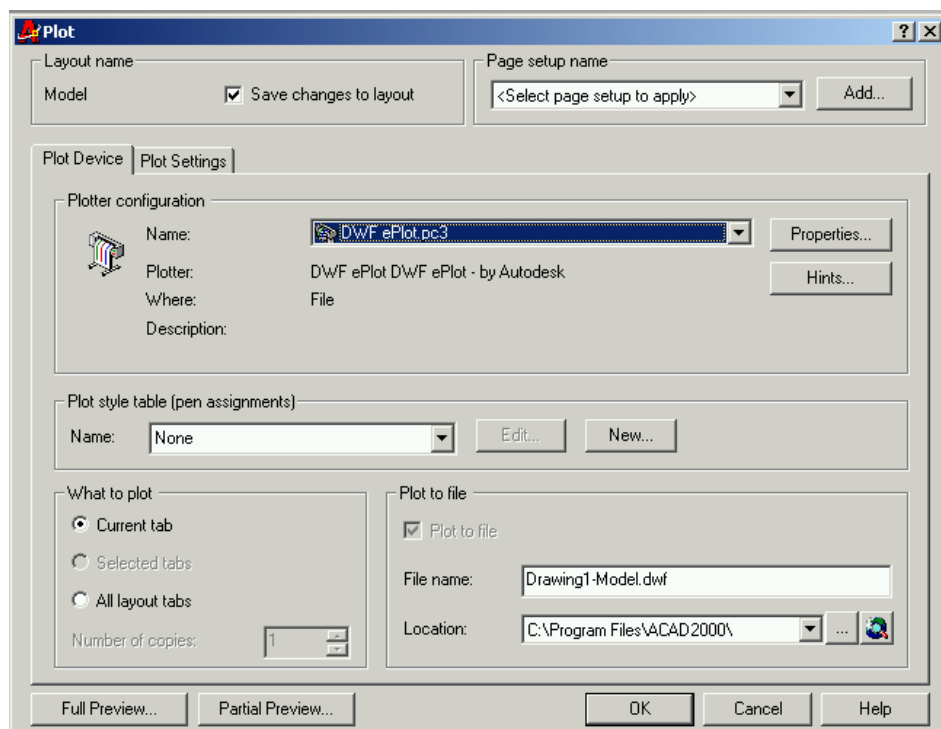 Plot
Layout name
Model
Save changes to layout
Page setup name
<Select page setup to apply>
Add...
Plot Device
Plot Settings
Plotter configuration
Name:
DWF ePlot.pc3
Properties...
Plotter:
DWF ePlot DWF ePlot - by Autodesk
Hints...
Where:
File
Description:
Plot style table (pen assignments)
Name:
None
Edit...
New...
What to plot
Current tab
Selected tabs
All layout tabs
Number of copies:
1
Plot to file
Plot to file
File name:
Drawing1-Model.dwf
Location:
C:\Program Files\ACAD2000\
...
Full Preview...
Partial Preview...
OK
Cancel
Help